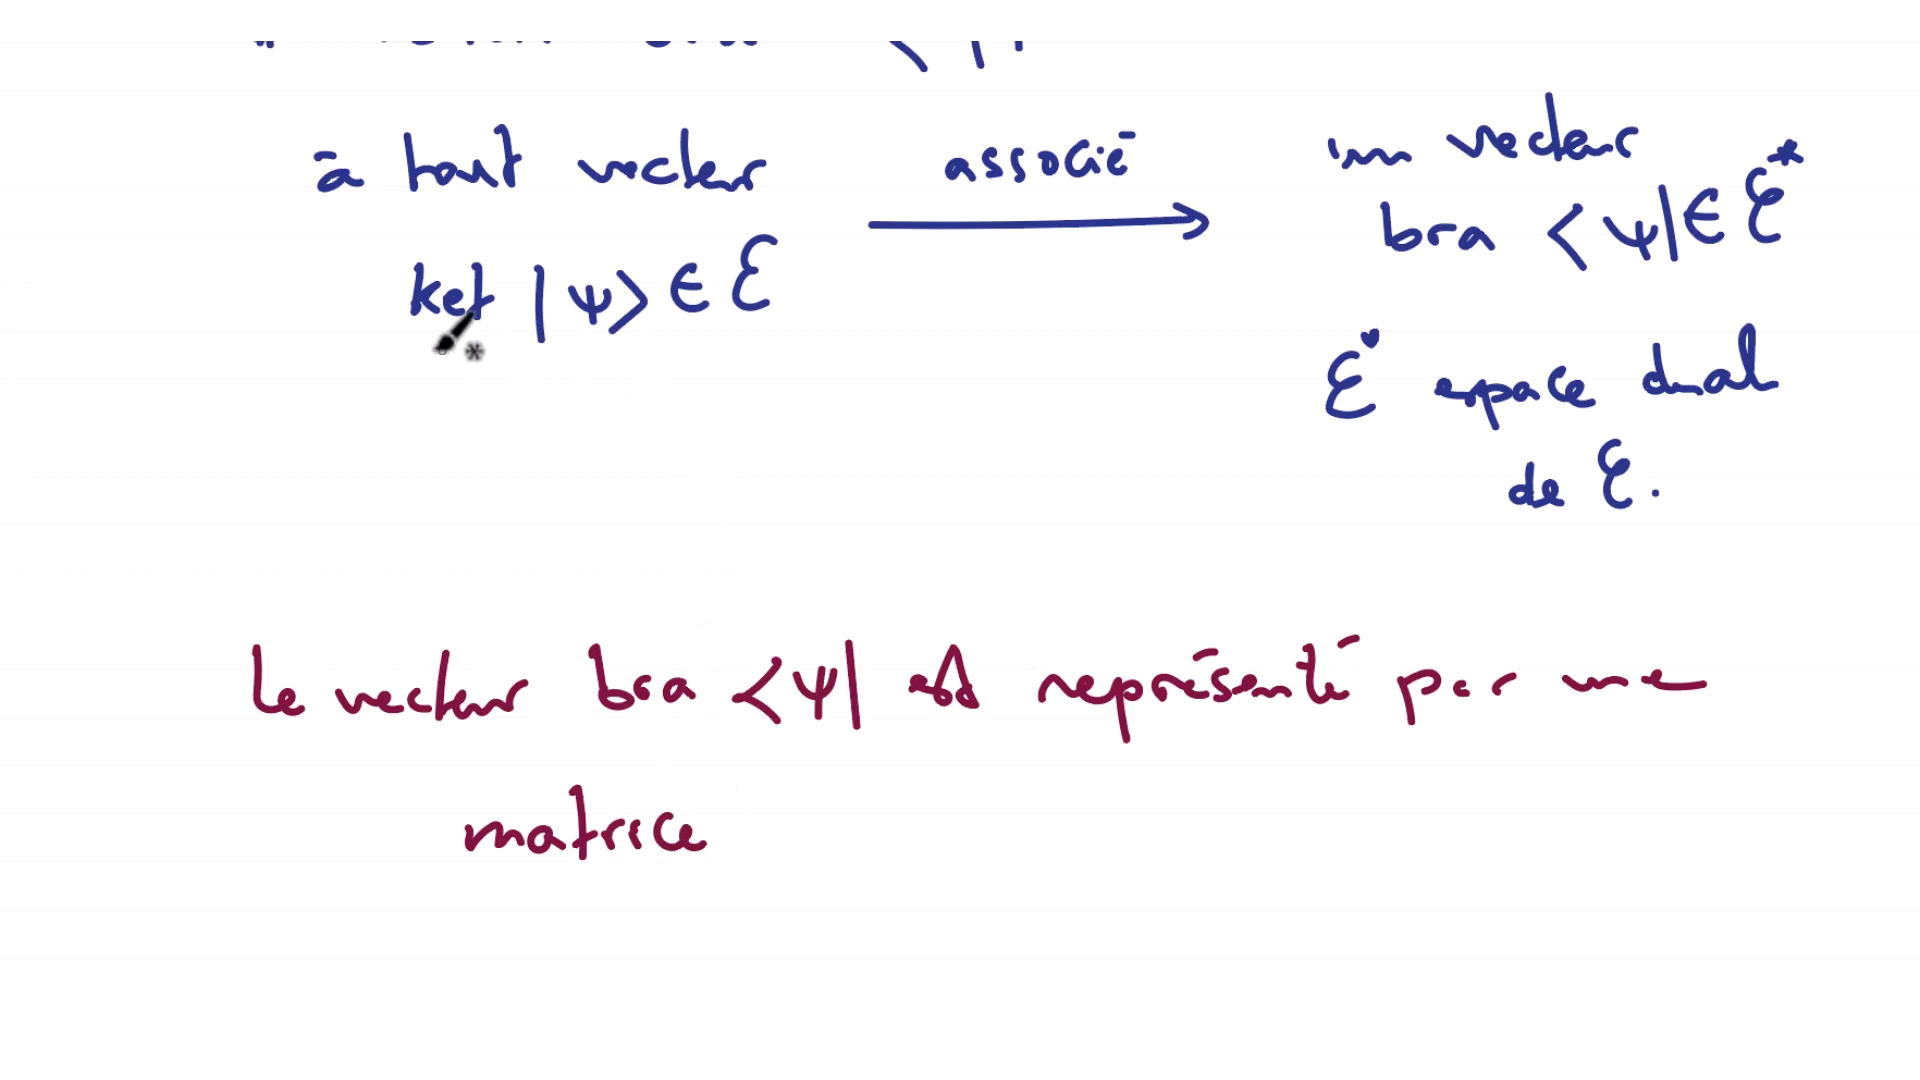 à tout vecteur associé un vecteur
ket |ψ> ∈ ℰ bra <ψ| ∈ ℰ*
ℰ* espace dual
de ℰ.
le vecteur bra <ψ| est représenté par une
matrice